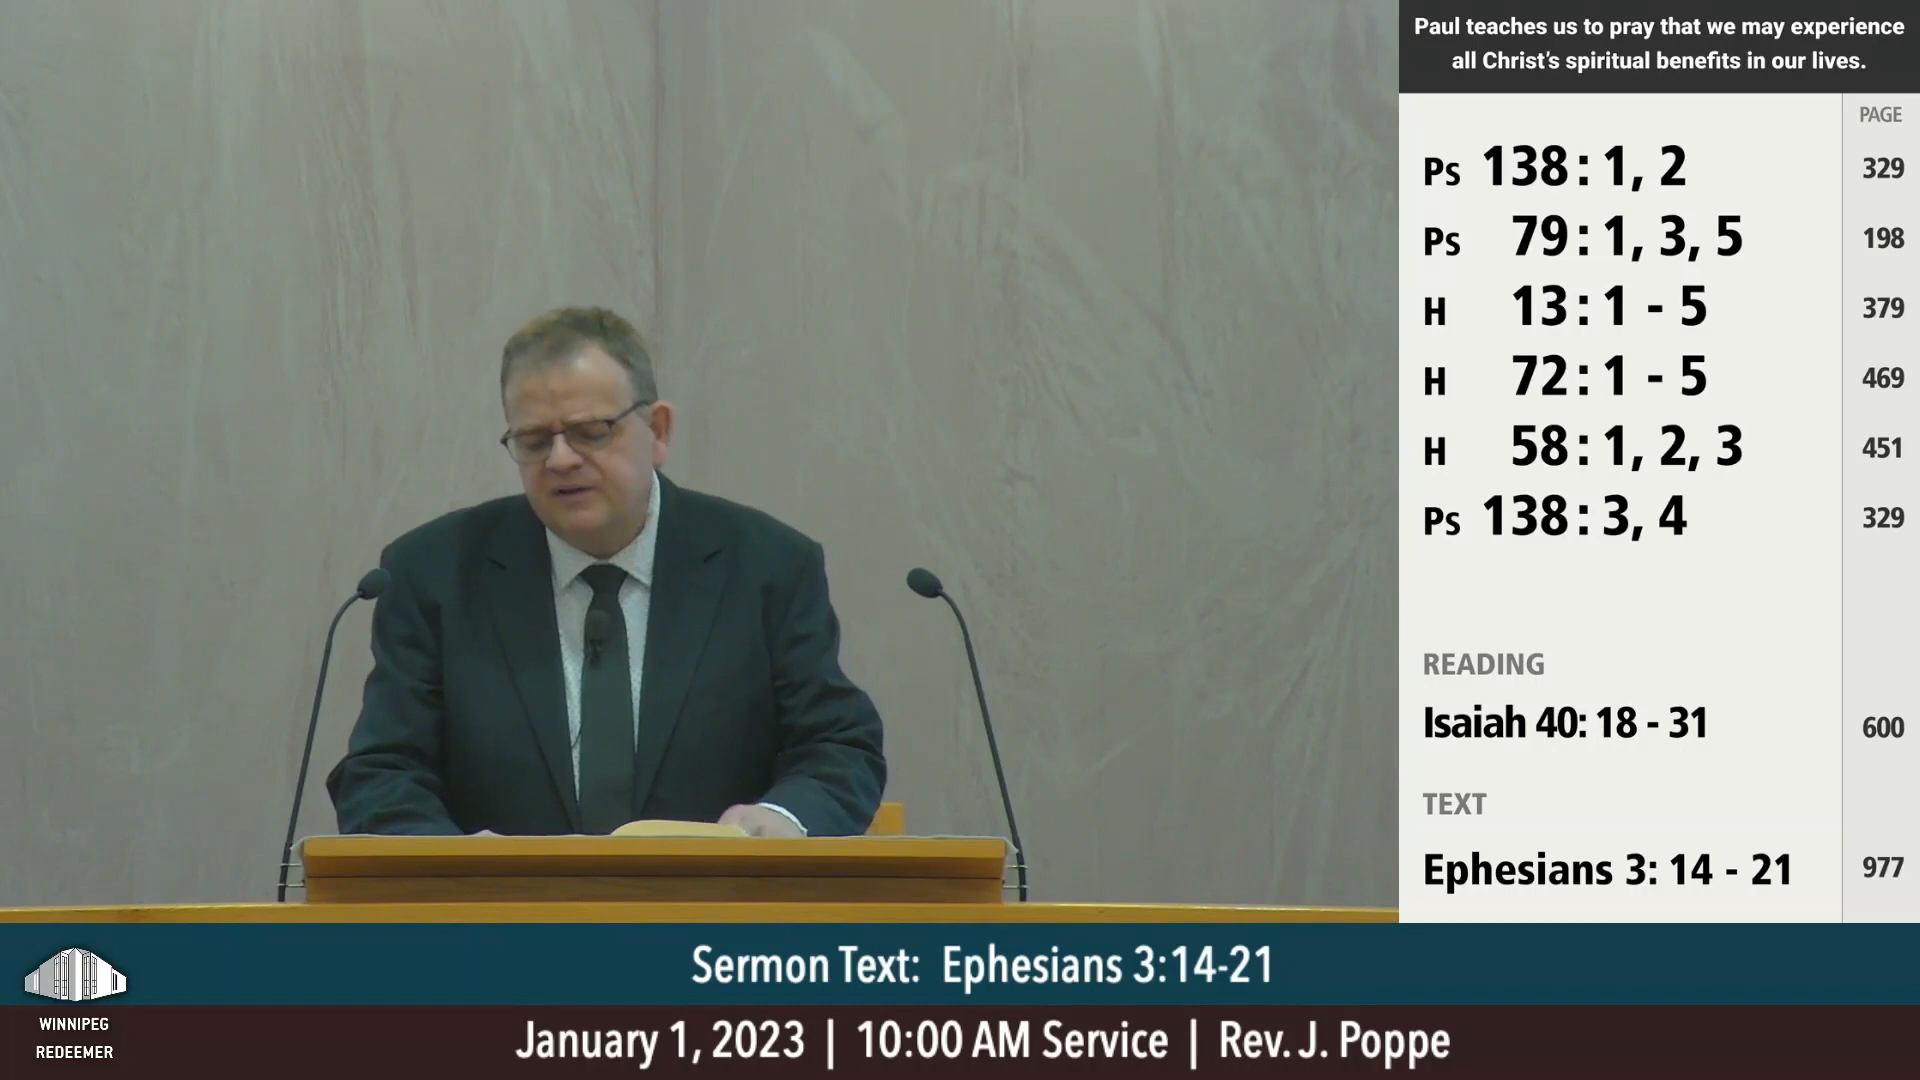 Paul teaches us to pray that we may experience
all Christ's spiritual benefits in our lives.
PAGE
Ps 138 : 1, 2 329
Ps 79 : 1, 3, 5 198
H 13 : 1 - 5 379
H 72 : 1 - 5 469
H 58 : 1, 2, 3 451
Ps 138 : 3, 4 329
READING
Isaiah 40: 18 - 31 600
TEXT
Ephesians 3: 14 - 21 977
Sermon Text: Ephesians 3:14-21
WINNIPEG
REDEEMER
January 1, 2023 | 10:00 AM Service | Rev. J. Poppe